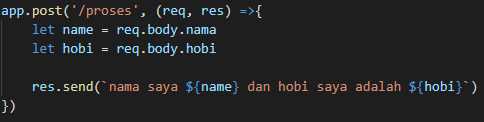 app.post('/proses', (req, res) =>{
    let name = req.body.nama
    let hobi = req.body.hobi

    res.send(`nama saya ${name} dan hobi saya adalah ${hobi}`)
})